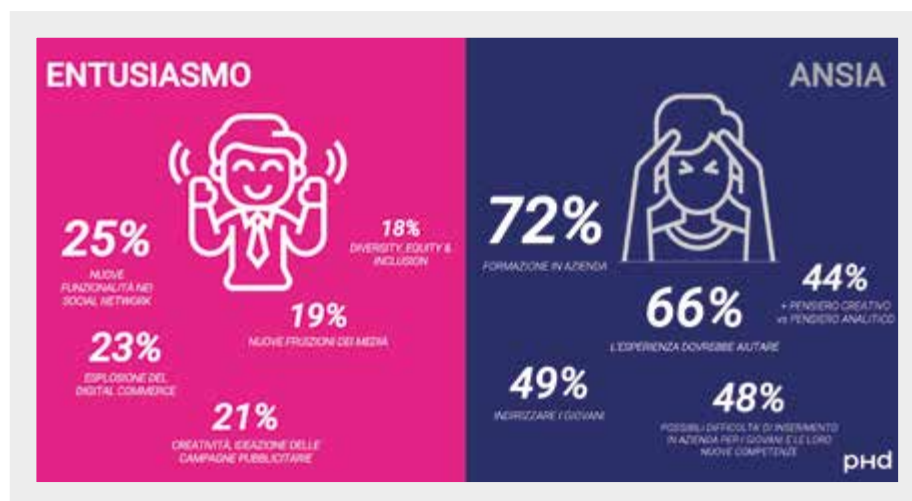 ENTUSIASMO
25%
NUOVE
FUNZIONALITÀ NEI
SOCIAL NETWORK
18%
DIVERSITY, EQUITY &
INCLUSION
19%
NUOVE FRUIZIONI DEI MEDIA
23%
ESPLOSIONE DEL
DIGITAL COMMERCE
21%
CREATIVITÀ, IDEAZIONE DELLE
CAMPAGNE PUBBLICITARIE
ANSIA
72%
FORMAZIONE IN AZIENDA
44%
+ PENSIERO CREATIVO
vs PENSIERO ANALITICO
66%
L'ESPERIENZA DOVREBBE AIUTARE
49%
INDIRIZZARE I GIOVANI
48%
POSSIBILI DIFFICOLTA' DI INSERIMENTO
IN AZIENDA PER I GIOVANI E LE LORO
NUOVE COMPETENZE
phd